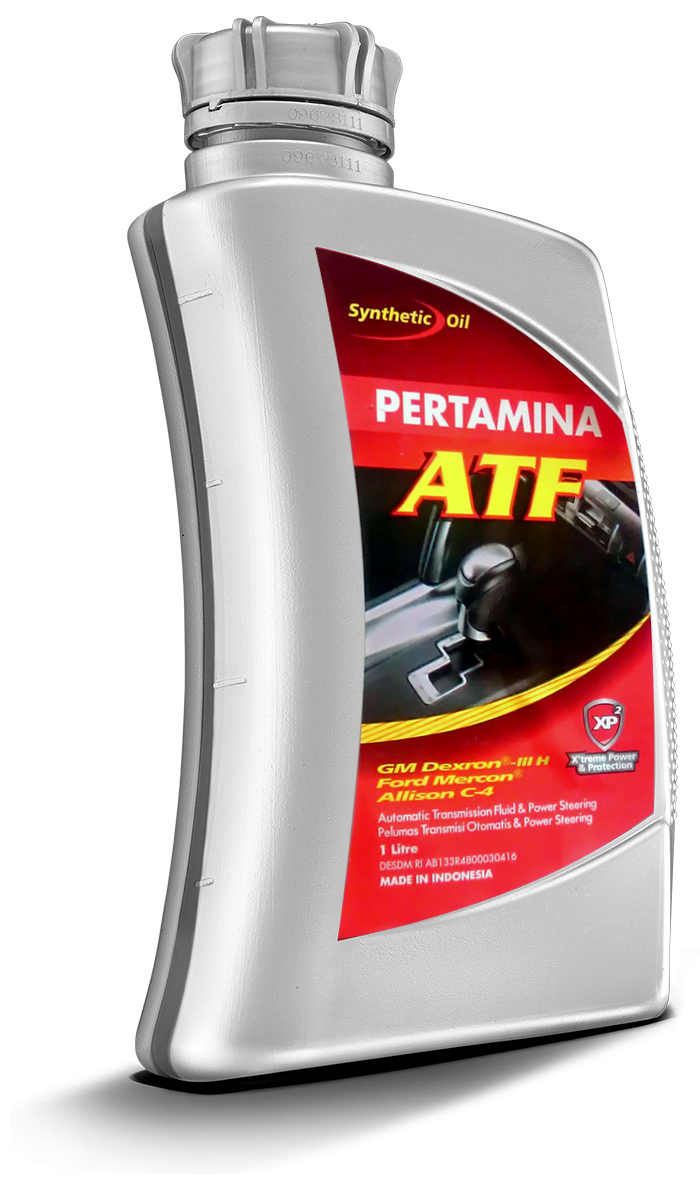 09673111
09673111
Synthetic Oil
PERTAMINA
ATF
XP2
X'treme Power
& Protection
GM Dexron®-III H
Ford Mercon®
Allison C-4
Automatic Transmission Fluid & Power Steering
Pelumas Transmisi Otomatis & Power Steering
1 Litre
DESDM RI AB133R4800030416
MADE IN INDONESIA